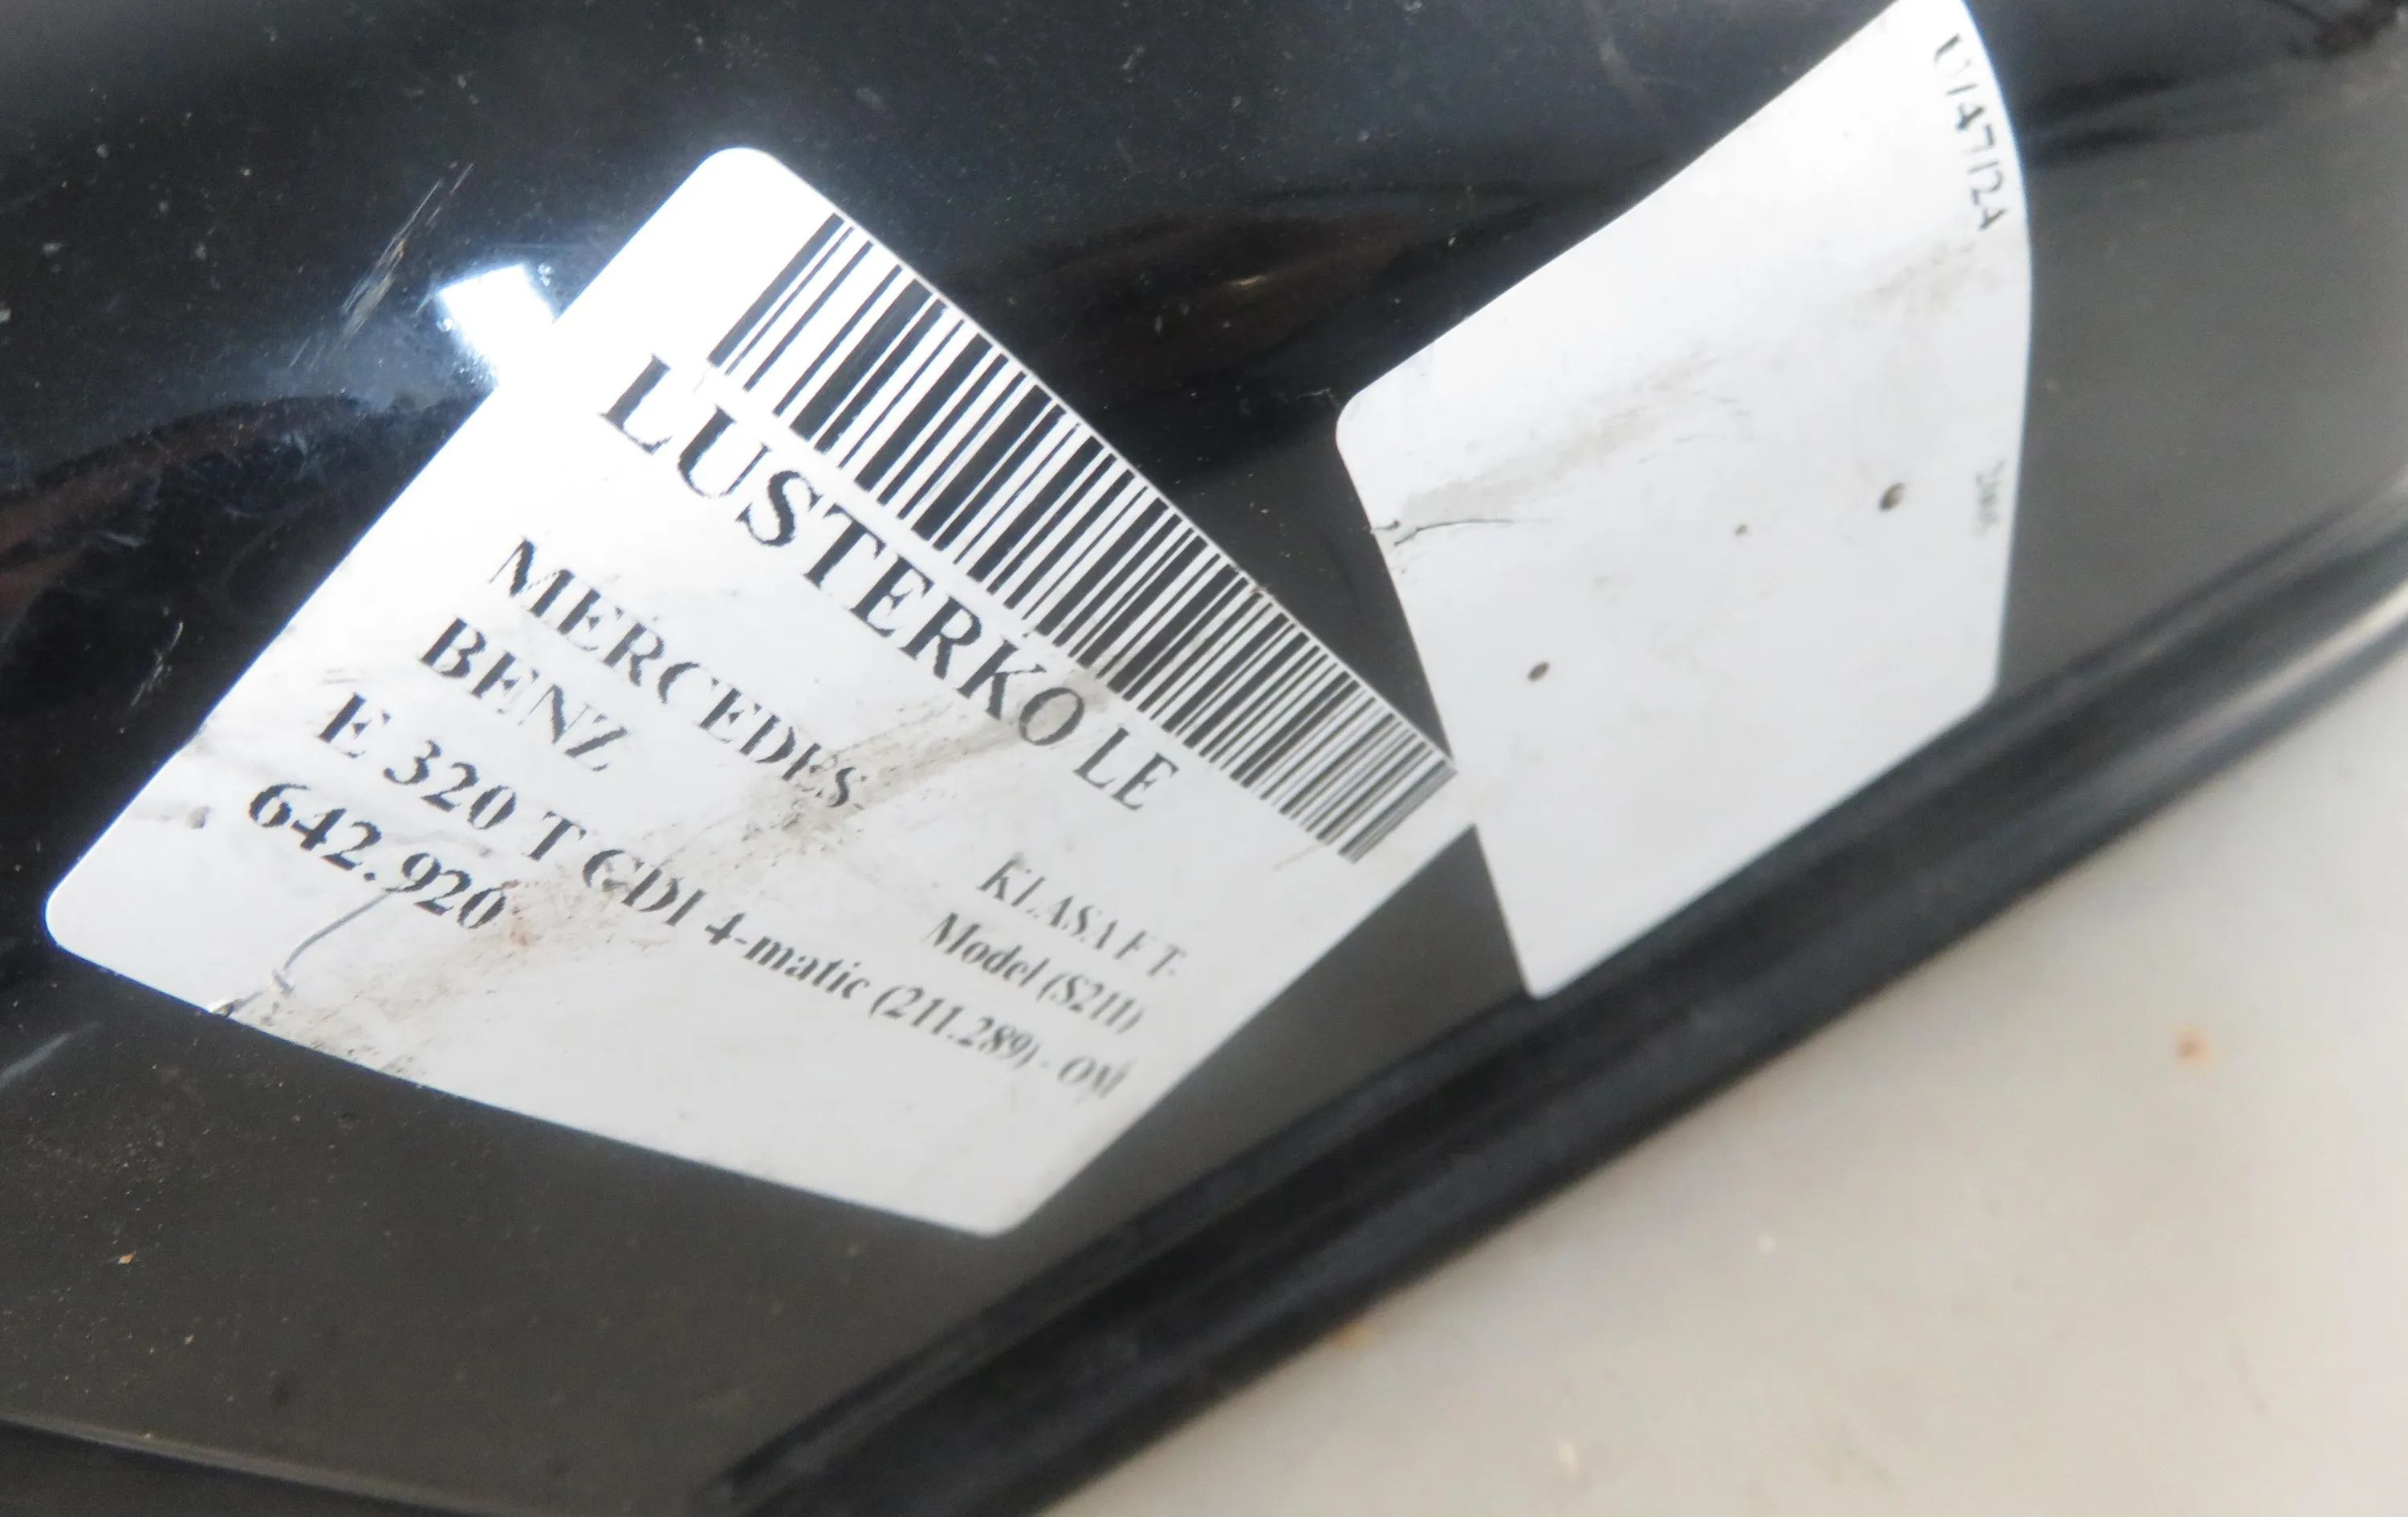 LUSTERKO LE
MERCEDES-
BENZ
KLASA E T-
Model (S211)
E 320 T CDI 4-matic (211.289) - OM
642.920